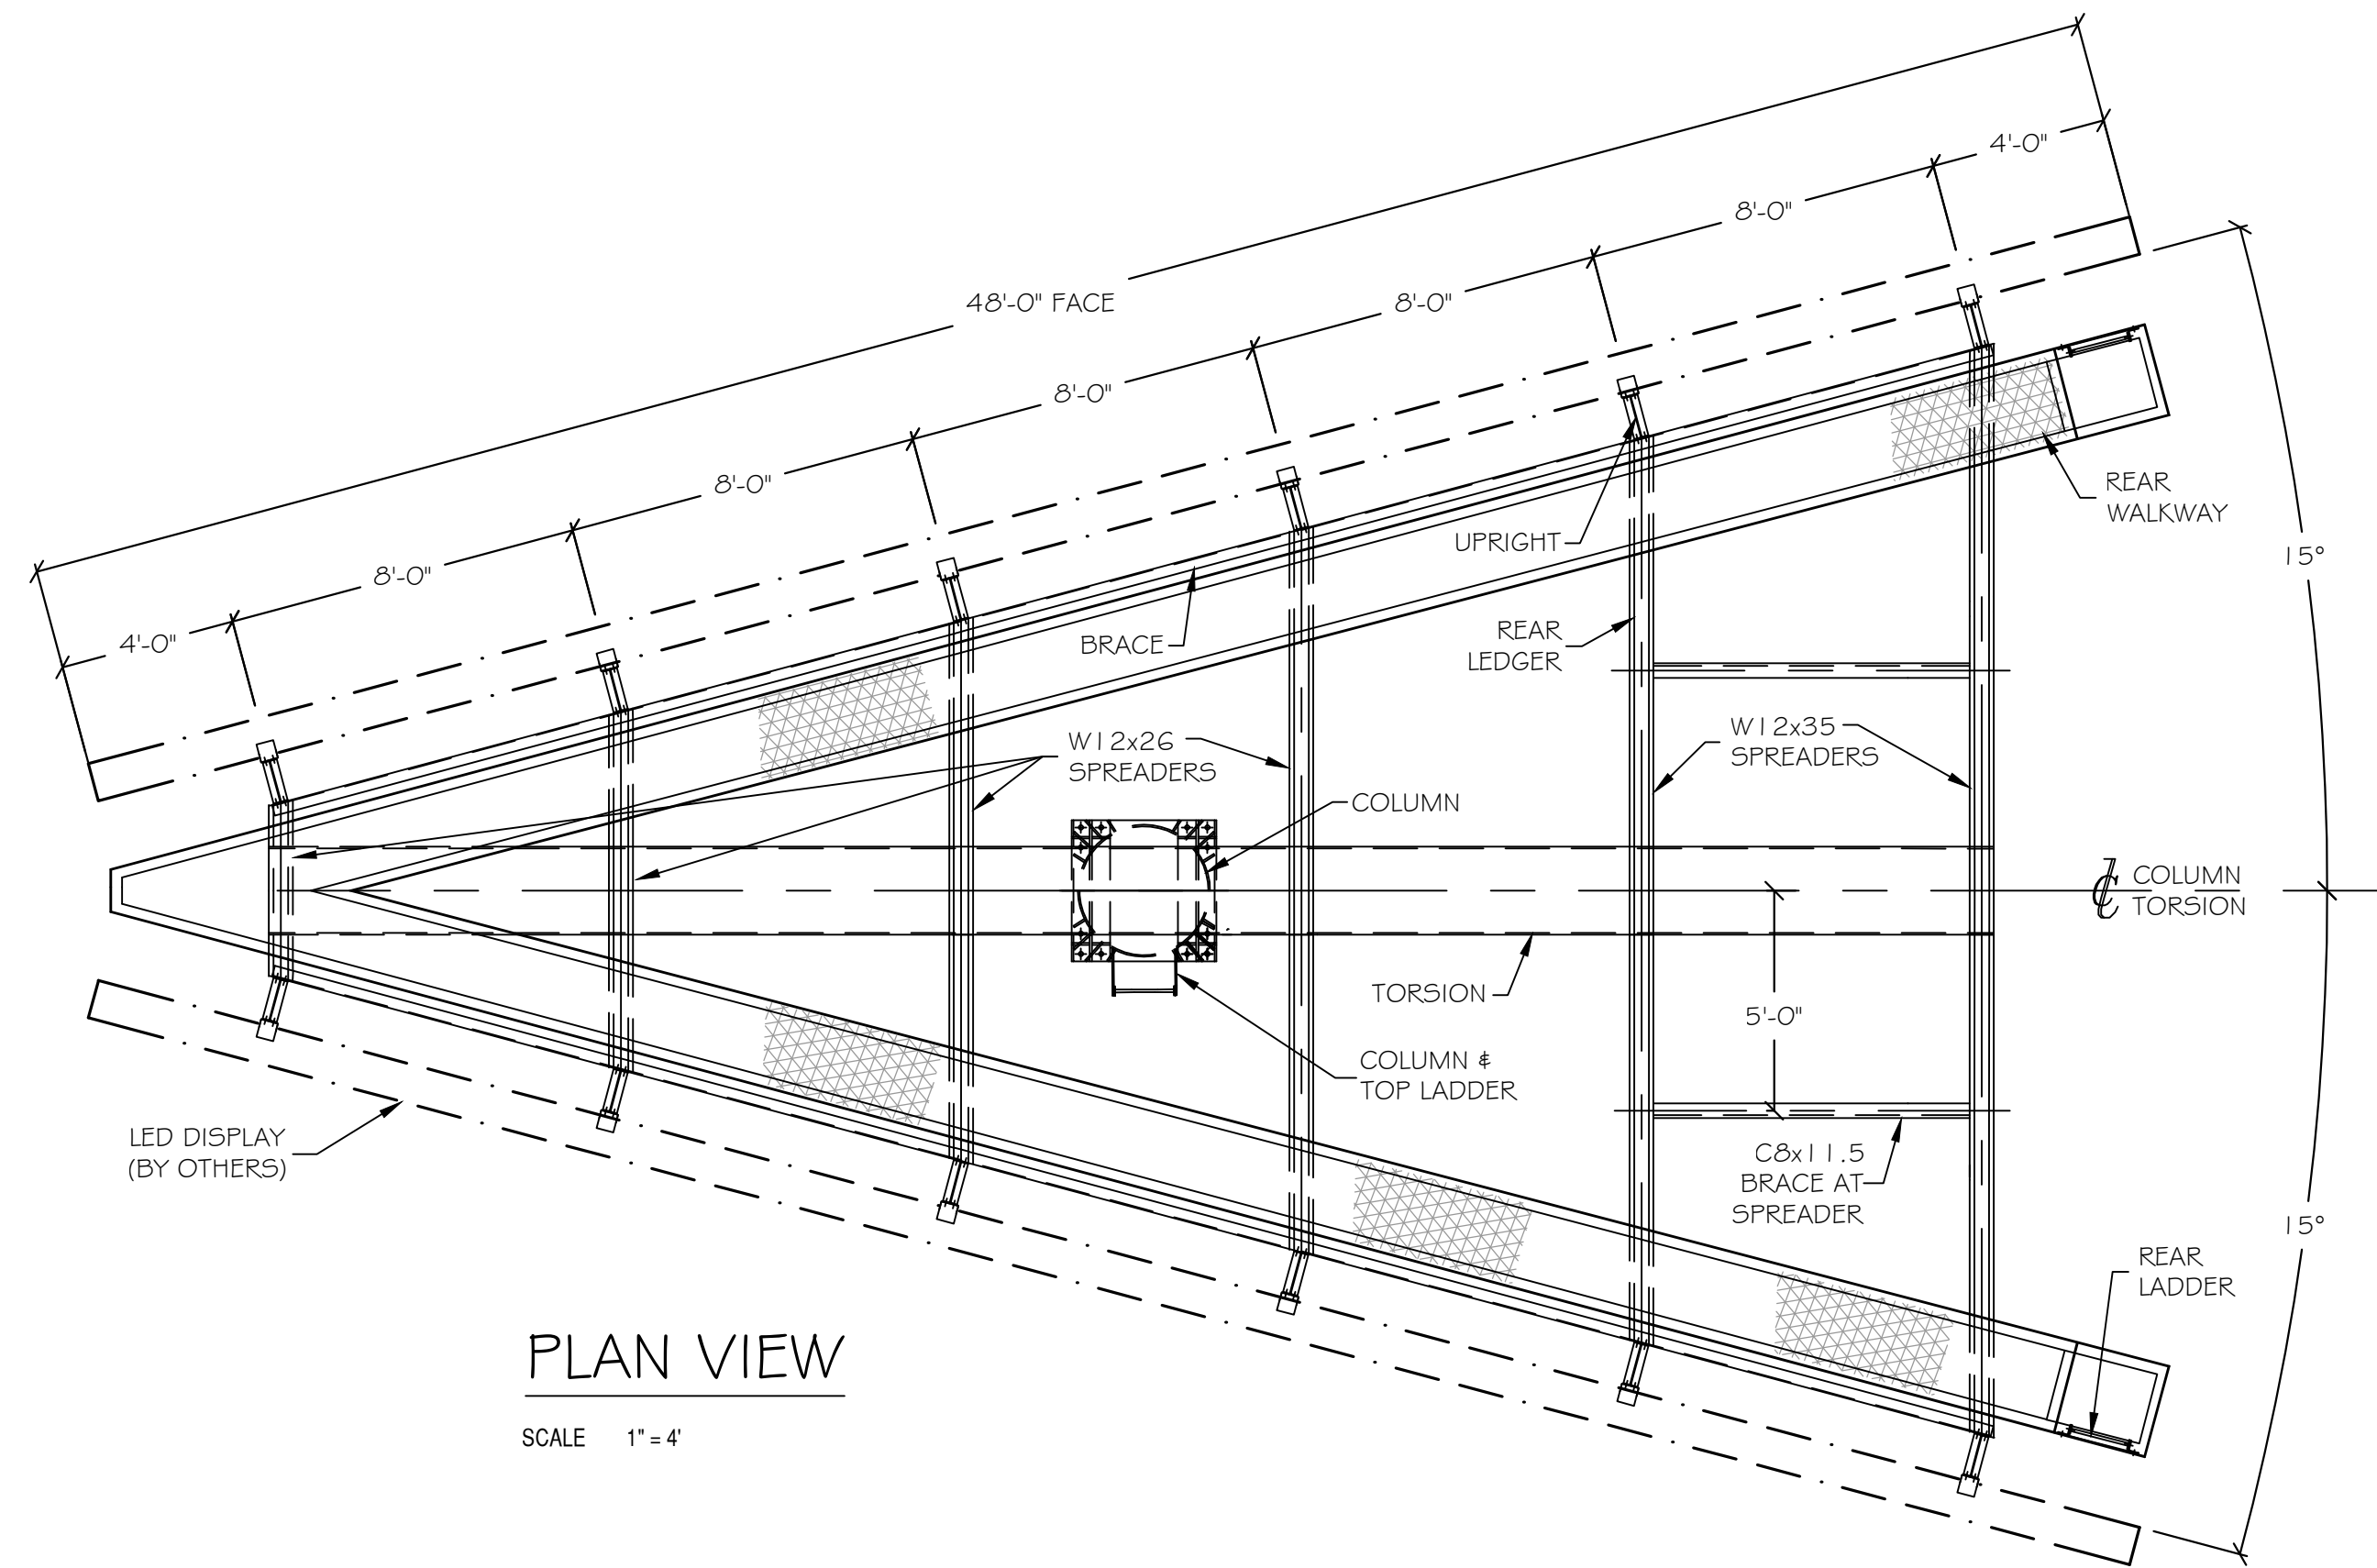 4'-0"
8'-0"
8'-0"
48'-0" FACE
8'-0"
8'-0"
8'-0"
4'-0"
15°
REAR
WALKWAY
UPRIGHT
BRACE
REAR
LEDGER
W12x26
SPREADERS
W12x35
SPREADERS
COLUMN
℄ COLUMN
TORSION
TORSION
5'-0"
COLUMN &
TOP LADDER
LED DISPLAY
(BY OTHERS)
C8x11.5
BRACE AT
SPREADER
15°
REAR
LADDER
PLAN VIEW
SCALE 1" = 4'